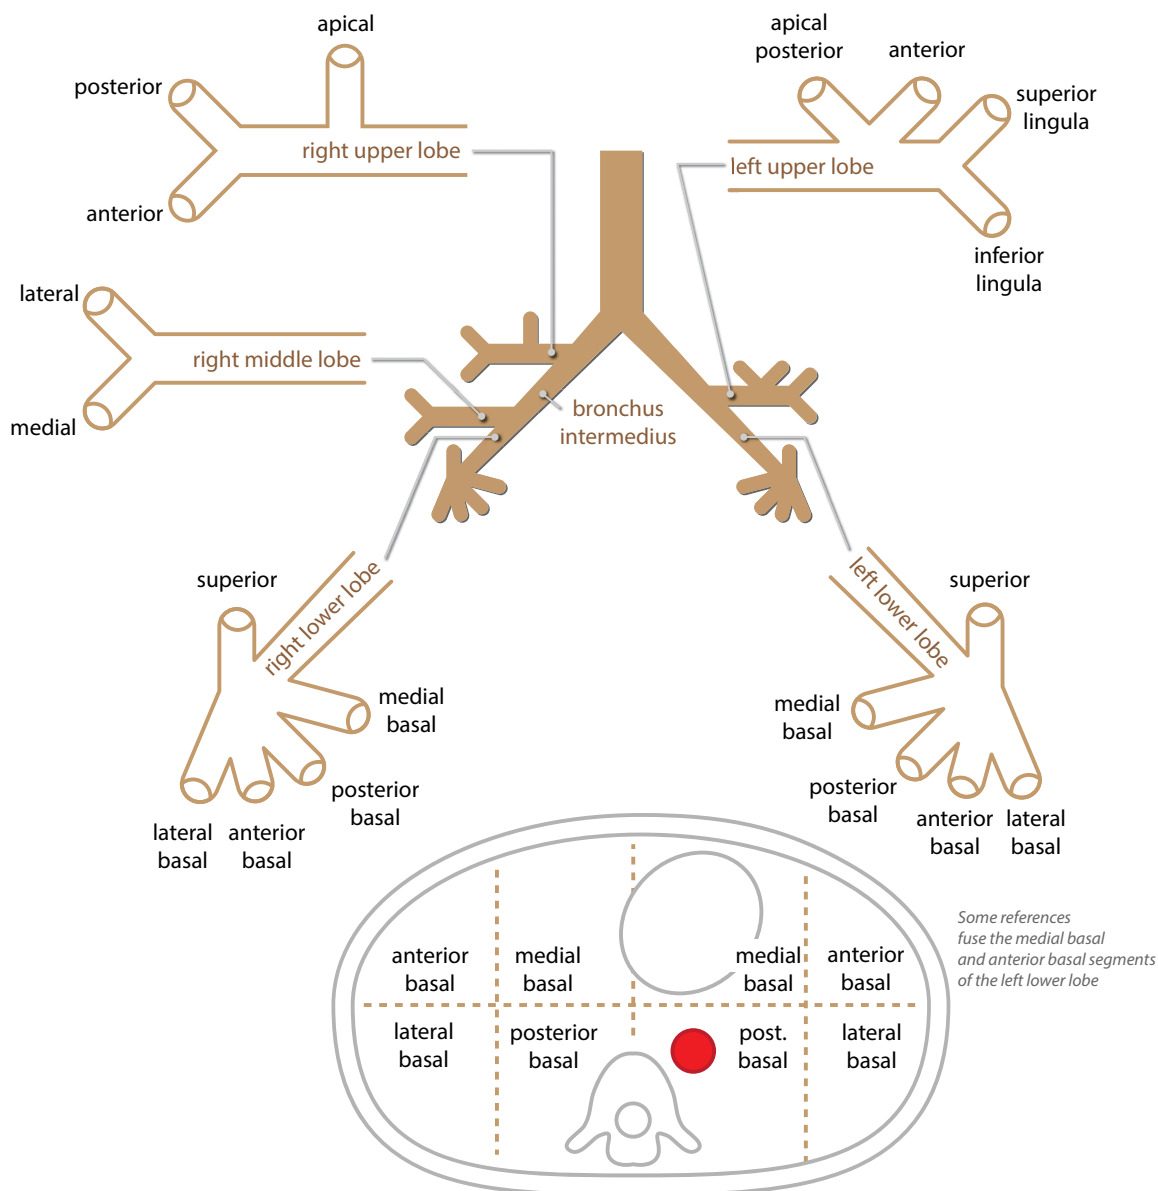 apical
posterior
right upper lobe
anterior
apical
posterior
anterior
superior
lingula
left upper lobe
inferior
lingula
lateral
right middle lobe
medial
bronchus
intermedius
superior
right lower lobe
medial
basal
posterior
basal
lateral
basal
anterior
basal
left lower lobe
superior
medial
basal
posterior
basal
anterior
basal
lateral
basal
Some references
fuse the medial basal
and anterior basal segments
of the left lower lobe
anterior
basal
medial
basal
medial
basal
anterior
basal
lateral
basal
posterior
basal
post.
basal
lateral
basal